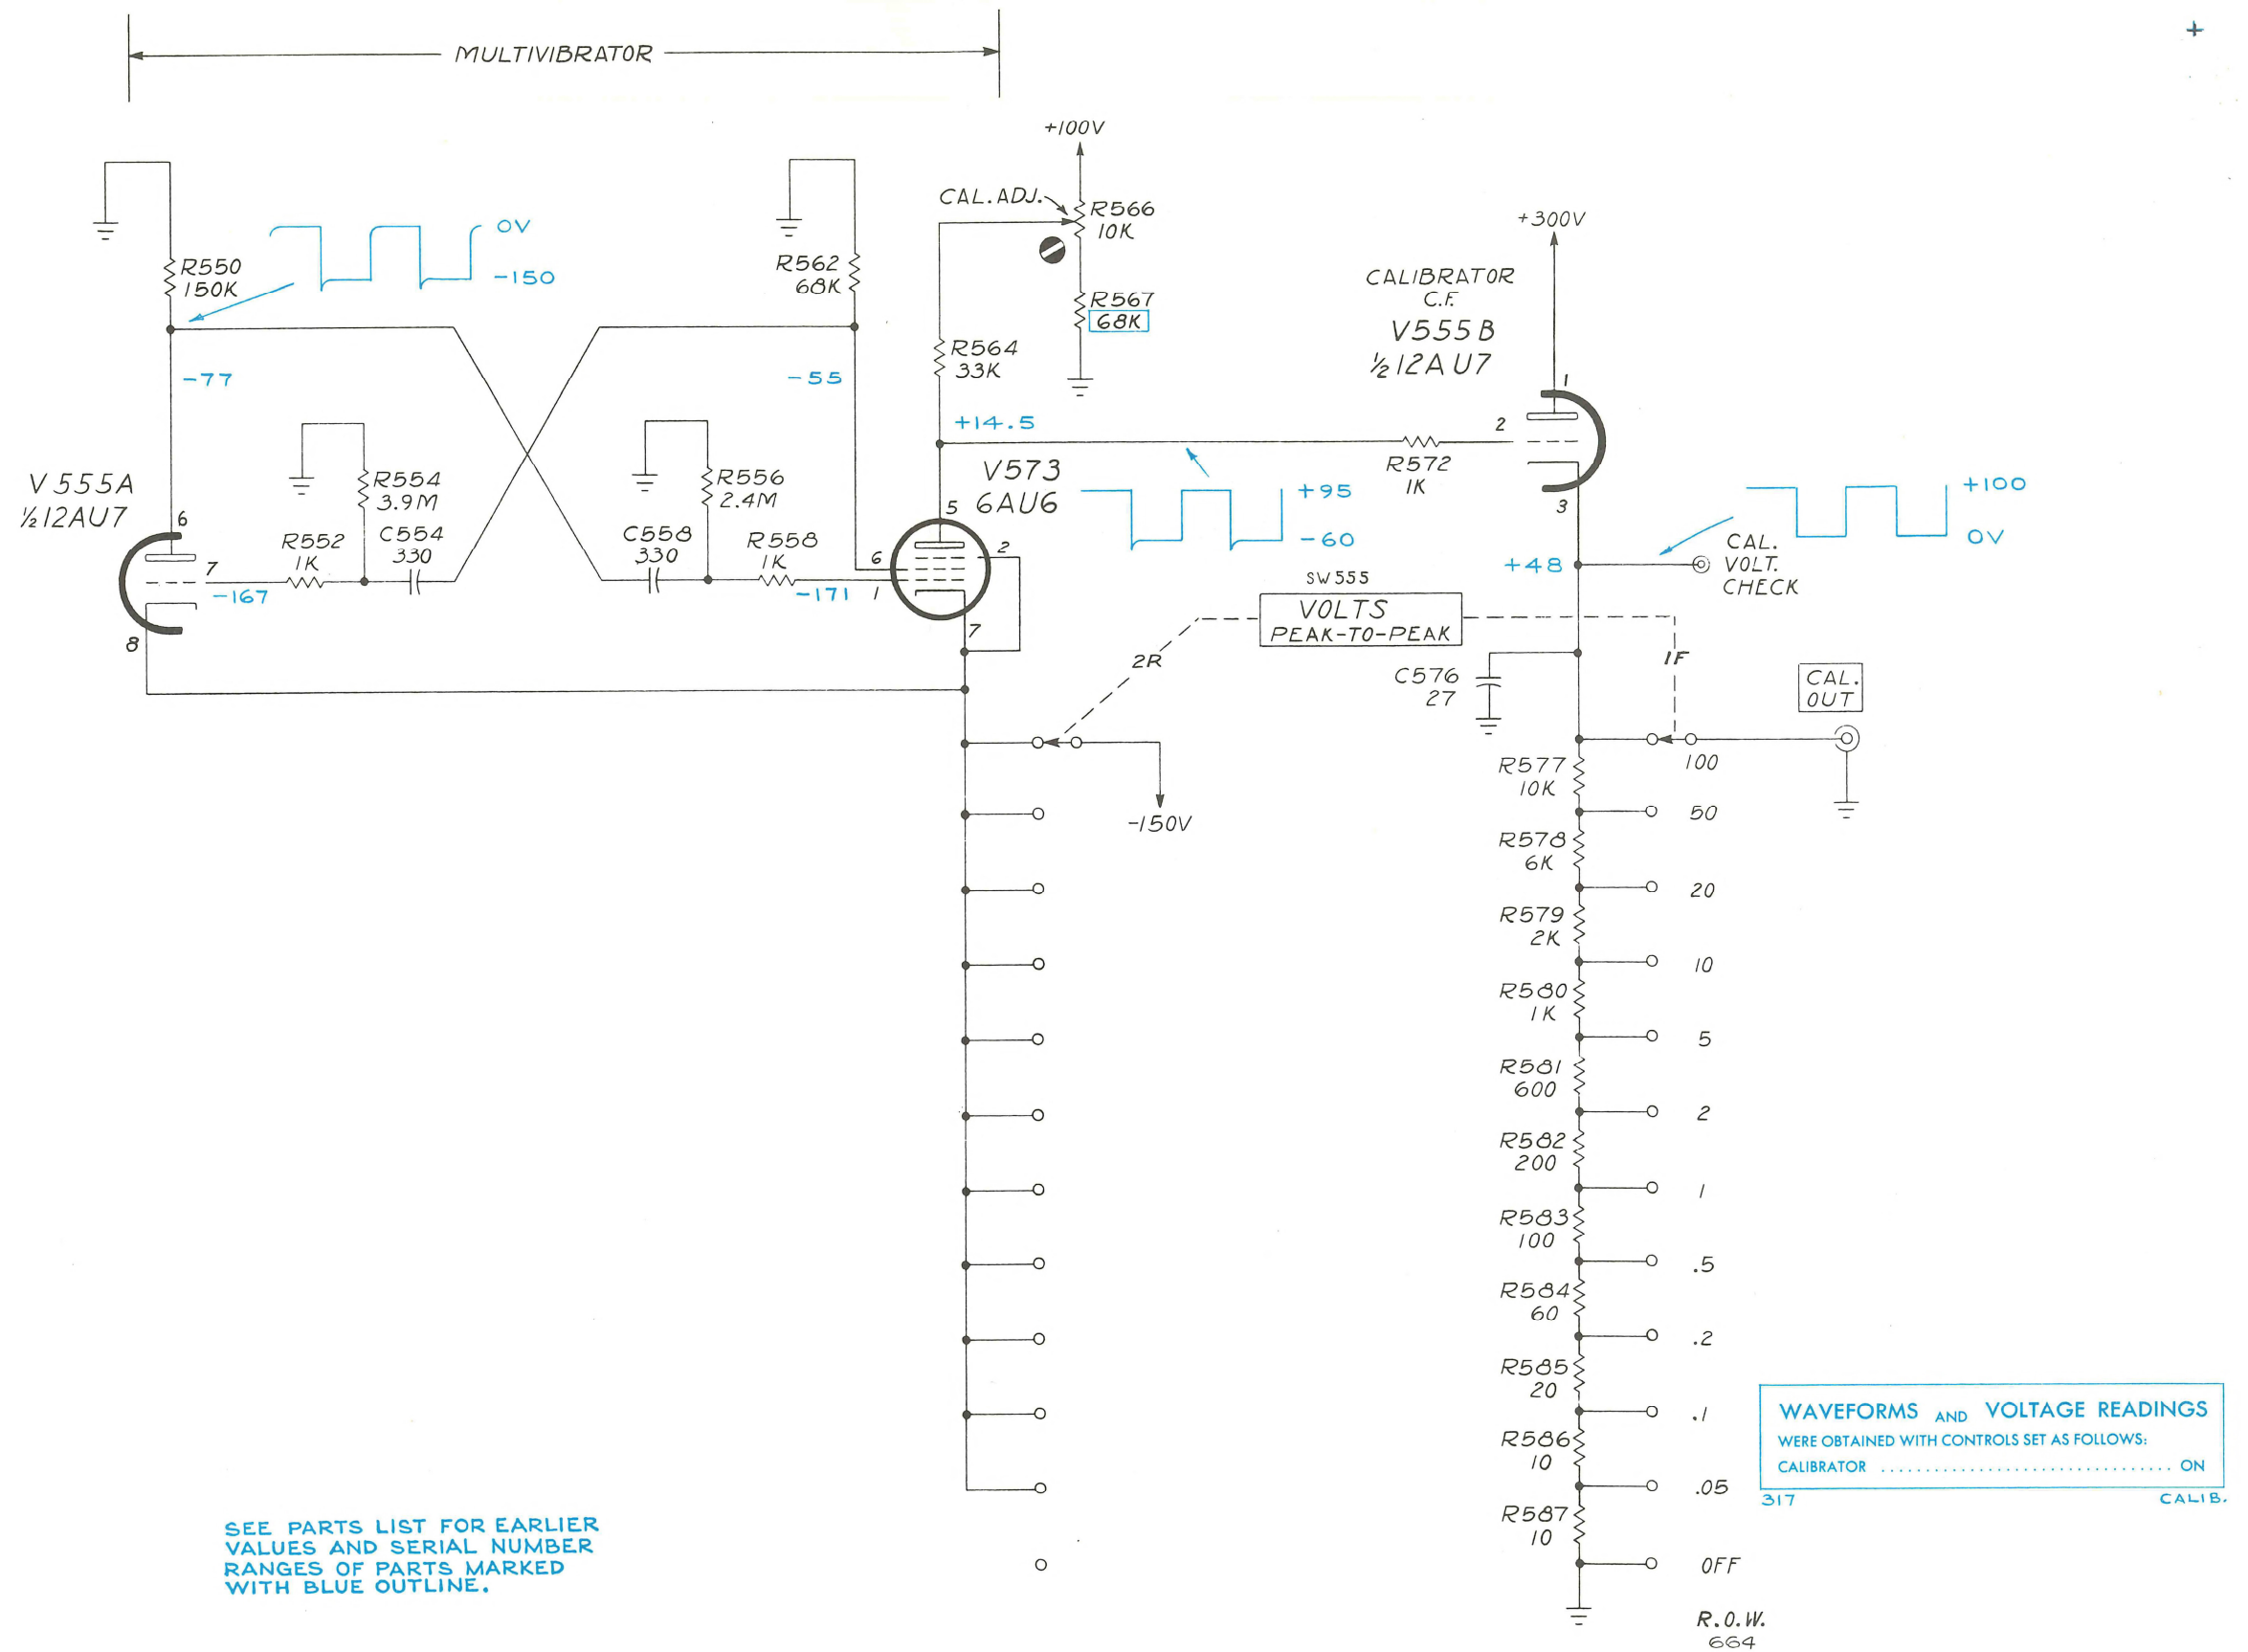 MULTIVIBRATOR
+
+100V
CAL. ADJ.
R566
10K
+300V
0V
-150
R550
150K
R562
68K
R567
68K
CALIBRATOR
C.F.
V555B
½ 12AU7
R564
33K
-77
-55
+14.5
1
2
3
R572
1K
V555A
½ 12AU7
6
7
8
-167
R554
3.9M
R552
1K
C554
330
R556
2.4M
C558
330
R558
1K
-171
V573
6AU6
5
2
6
1
7
+95
-60
+100
0V
+48
CAL.
VOLT.
CHECK
SW555
VOLTS
PEAK-TO-PEAK
2R
1F
C576
27
CAL.
OUT
-150V
100
R577
10K
50
R578
6K
20
R579
2K
10
R580
1K
5
R581
600
2
R582
200
1
R583
100
.5
R584
60
.2
R585
20
.1
R586
10
.05
R587
10
OFF
WAVEFORMS AND VOLTAGE READINGS
WERE OBTAINED WITH CONTROLS SET AS FOLLOWS:
CALIBRATOR ................................. ON
317
CALIB.
SEE PARTS LIST FOR EARLIER
VALUES AND SERIAL NUMBER
RANGES OF PARTS MARKED
WITH BLUE OUTLINE.
R.O.W.
664